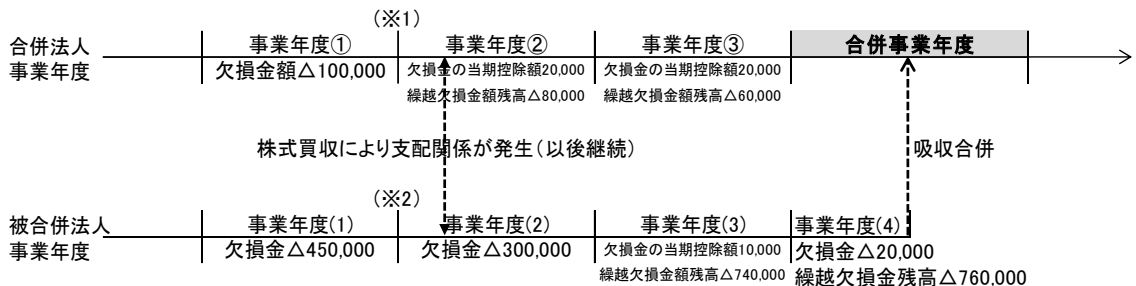 (※1)
合併法人 事業年度① 事業年度② 事業年度③ 合併事業年度
事業年度 欠損金額△100,000 欠損金の当期控除額20,000 欠損金の当期控除額20,000
繰越欠損金額残高△80,000 繰越欠損金額残高△60,000
株式買収により支配関係が発生(以後継続) 吸収合併
(※2)
被合併法人 事業年度(1) 事業年度(2) 事業年度(3) 事業年度(4)
事業年度 欠損金△450,000 欠損金△300,000 欠損金の当期控除額10,000 欠損金△20,000
繰越欠損金額残高△740,000 繰越欠損金残高△760,000